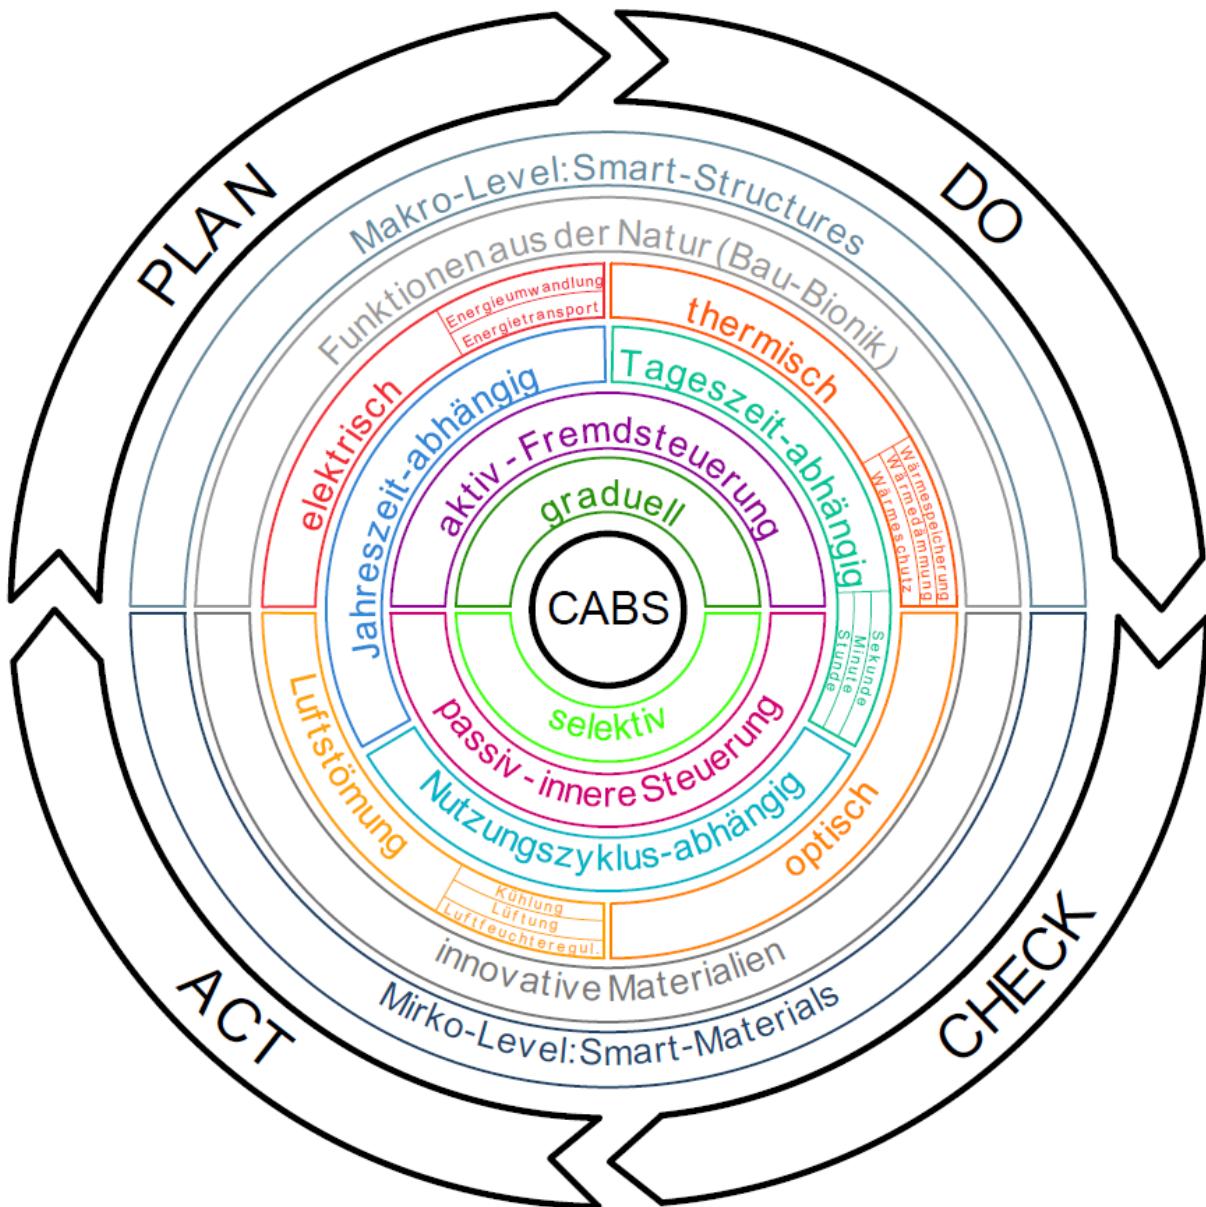 PLAN
DO
CHECK
ACT
Makro-Level:Smart-Structures
Funktionen aus der Natur (Bau-Bionik)
elektrisch
Energieumwandlung
Energietransport
thermisch
Wärmespeicherung
Wärmedämmung
Wärmeschutz
Jahreszeit-abhängig
Tageszeit-abhängig
Sekunde
Minute
Stunde
aktiv - Fremdsteuerung
graduell
CABS
selektiv
passiv - innere Steuerung
Nutzungszyklus-abhängig
Luftstömung
Kühlung
Lüftung
Luftfeuchteregul.
optisch
innovative Materialien
Mirko-Level:Smart-Materials